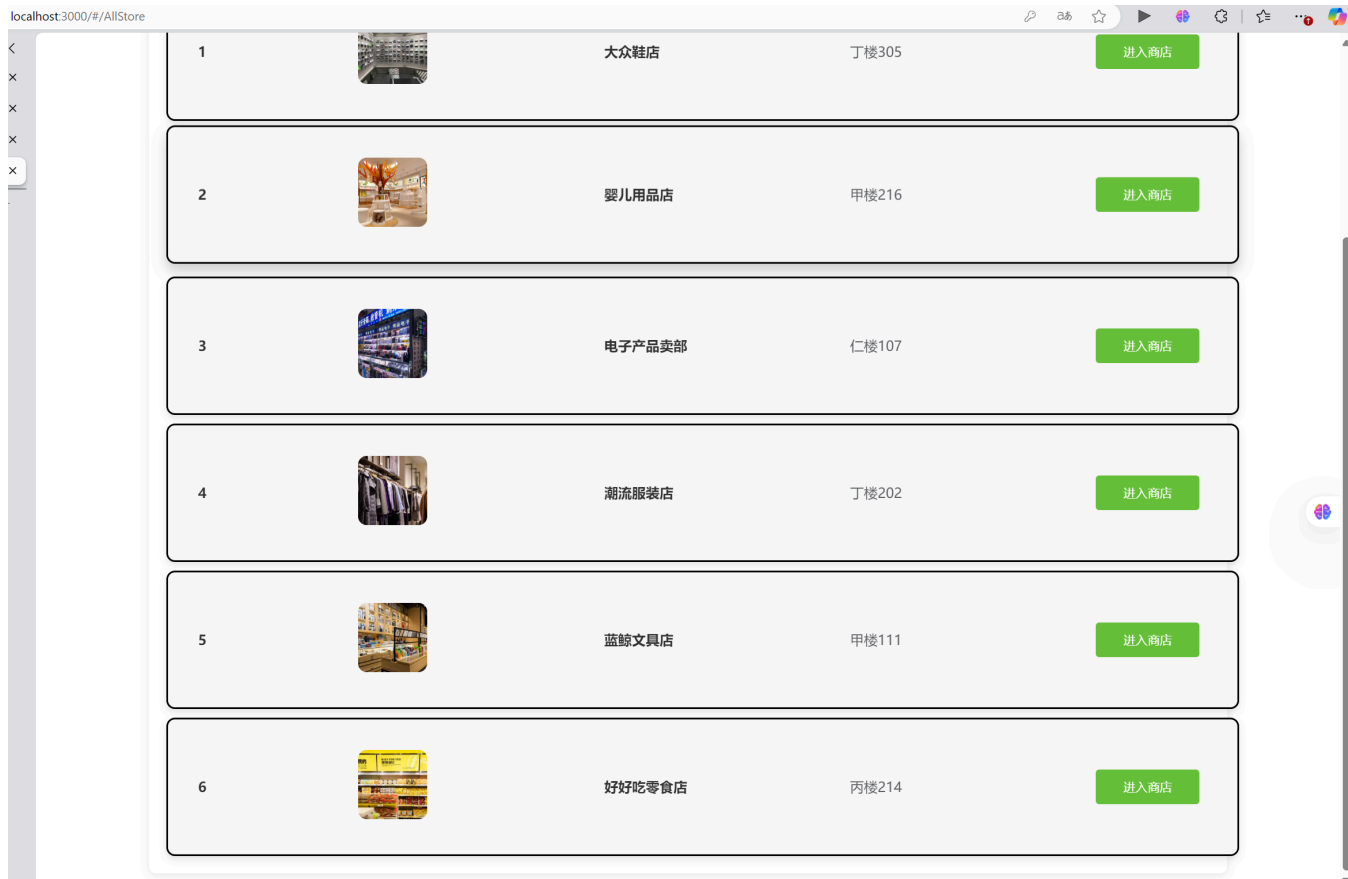 localhost:3000/#/AllStore
1 大众鞋店 丁楼305 进入商店
2 婴儿用品店 甲楼216 进入商店
3 电子产品卖部 仁楼107 进入商店
4 潮流服装店 丁楼202 进入商店
5 蓝鲸文具店 甲楼111 进入商店
6 好好吃零食店 丙楼214 进入商店